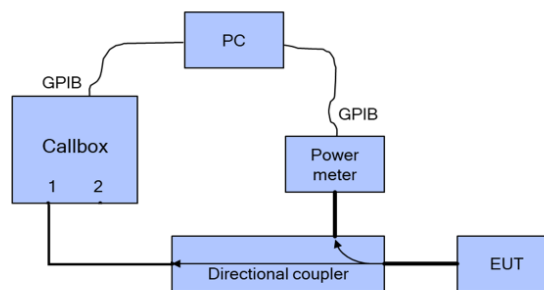 PC
GPIB
GPIB
Callbox
1 2
Power
meter
Directional coupler
EUT